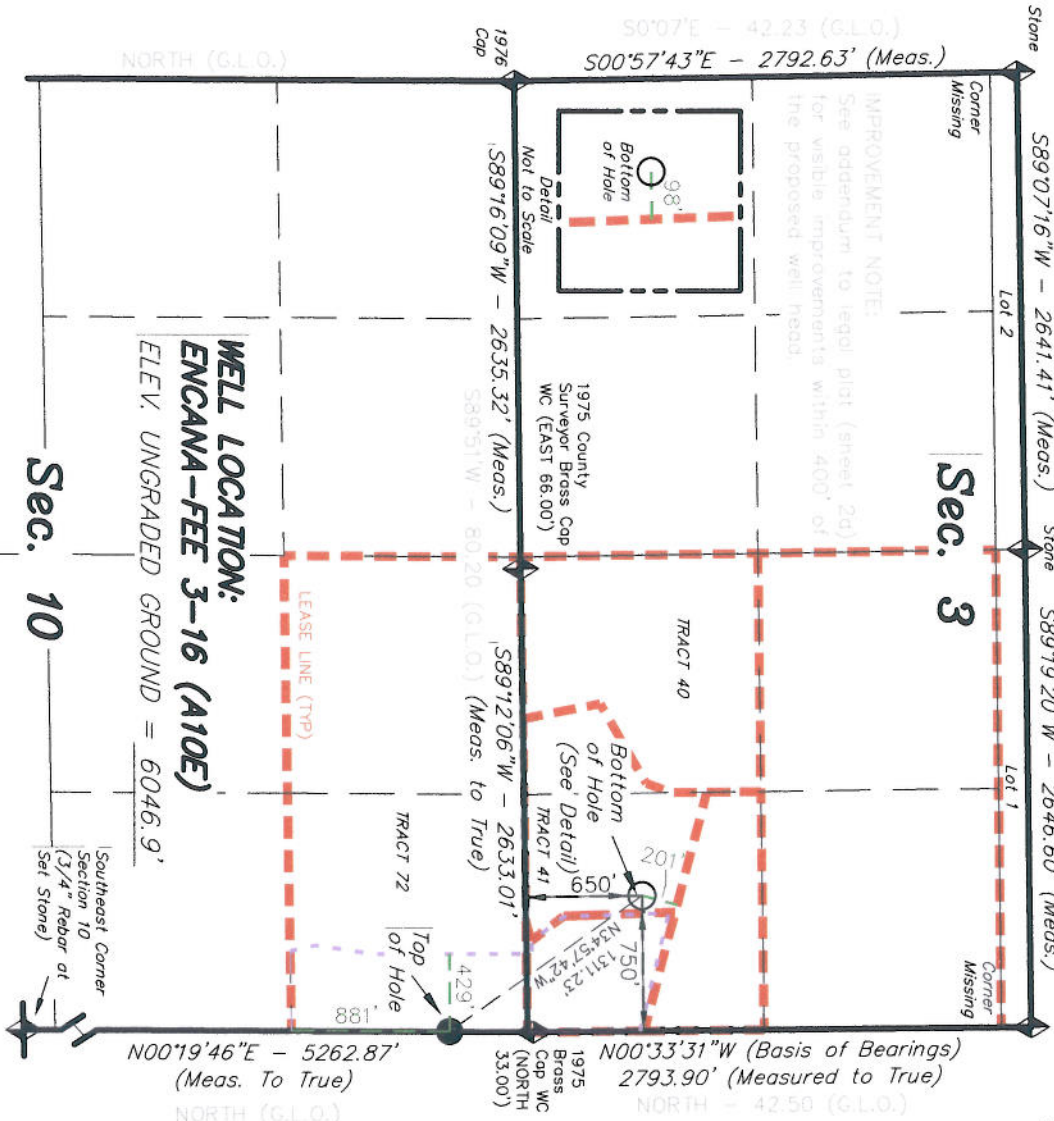 Stone
S89°07'16"W - 2641.41' (Meas.)
Stone
S89°19'20"W - 2646.60' (Meas.)
S0°07'E - 42.23 (G.L.O.)
S00°57'43"E - 2792.63' (Meas.)
NORTH (G.L.O.)
1976
Cap
Corner
Missing
Lot 2
Lot 1
Corner
Missing
IMPROVEMENT NOTE:
See addendum to legal plat (sheet 2a)
for visible improvements within 400' of
the proposed well head.
Bottom
of Hole
98'
Detail
Not to Scale
Sec. 3
S89°16'09"W - 2635.32' (Meas.)
1975 County
Surveyor Brass Cap
WC (EAST 66.00')
S89°51'W - 80.20 (G.L.O.)
S89°12'06"W - 2633.01'
(Meas. to True)
TRACT 40
Bottom
of Hole
(See Detail)
TRACT 41
201'
650'
750'
N34°57'42"W
1311.23'
LEASE LINE (TYP)
TRACT 72
Top
of Hole
429'
881'
WELL LOCATION:
ENCANA-FEE 3-16 (A10E)
ELEV. UNGRADED GROUND = 6046.9'
Sec. 10
Southeast Corner
Section 10
(3/4" Rebar at
Set Stone)
N00°19'46"E - 5262.87'
(Meas. To True)
NORTH (G.L.O.)
1975
Brass
Cap WC
(NORTH
33.00')
N00°33'31"W (Basis of Bearings)
2793.90' (Measured to True)
NORTH - 42.50 (G.L.O.)